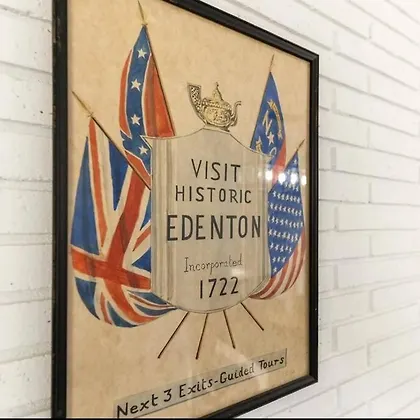 VISIT
HISTORIC
EDENTON
Incorporated
1722
Next 3 Exits-Guided Tours